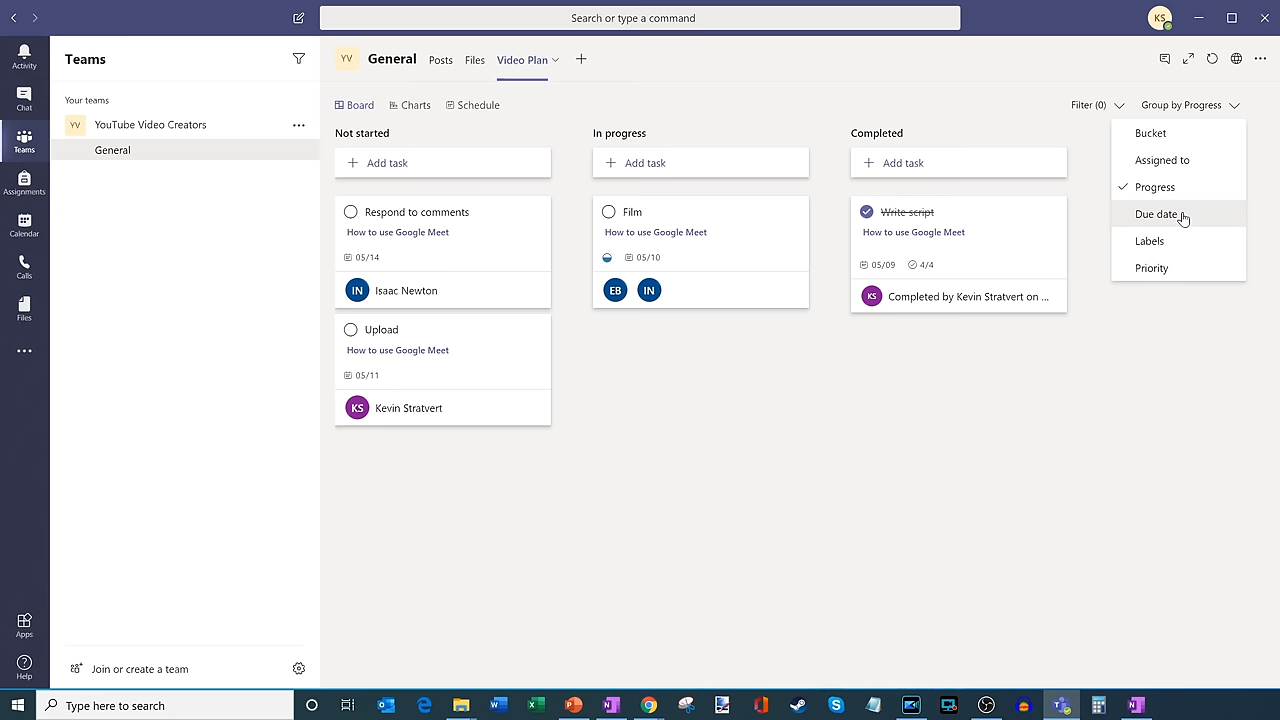 Search or type a command
KS
Activity
Chat
Teams
Assignments
Calendar
Calls
Files
Apps
Help
Teams
Your teams
YV YouTube Video Creators
General
Join or create a team
YV General Posts Files Video Plan
Board Charts Schedule
Filter (0) Group by Progress
Not started
Add task
Respond to comments
How to use Google Meet
05/14
IN Isaac Newton
Upload
How to use Google Meet
05/11
KS Kevin Stratvert
In progress
Add task
Film
How to use Google Meet
05/10
EB IN
Completed
Add task
Write script
How to use Google Meet
05/09 4/4
KS Completed by Kevin Stratvert on ...
Bucket
Assigned to
Progress
Due date
Labels
Priority
Type here to search